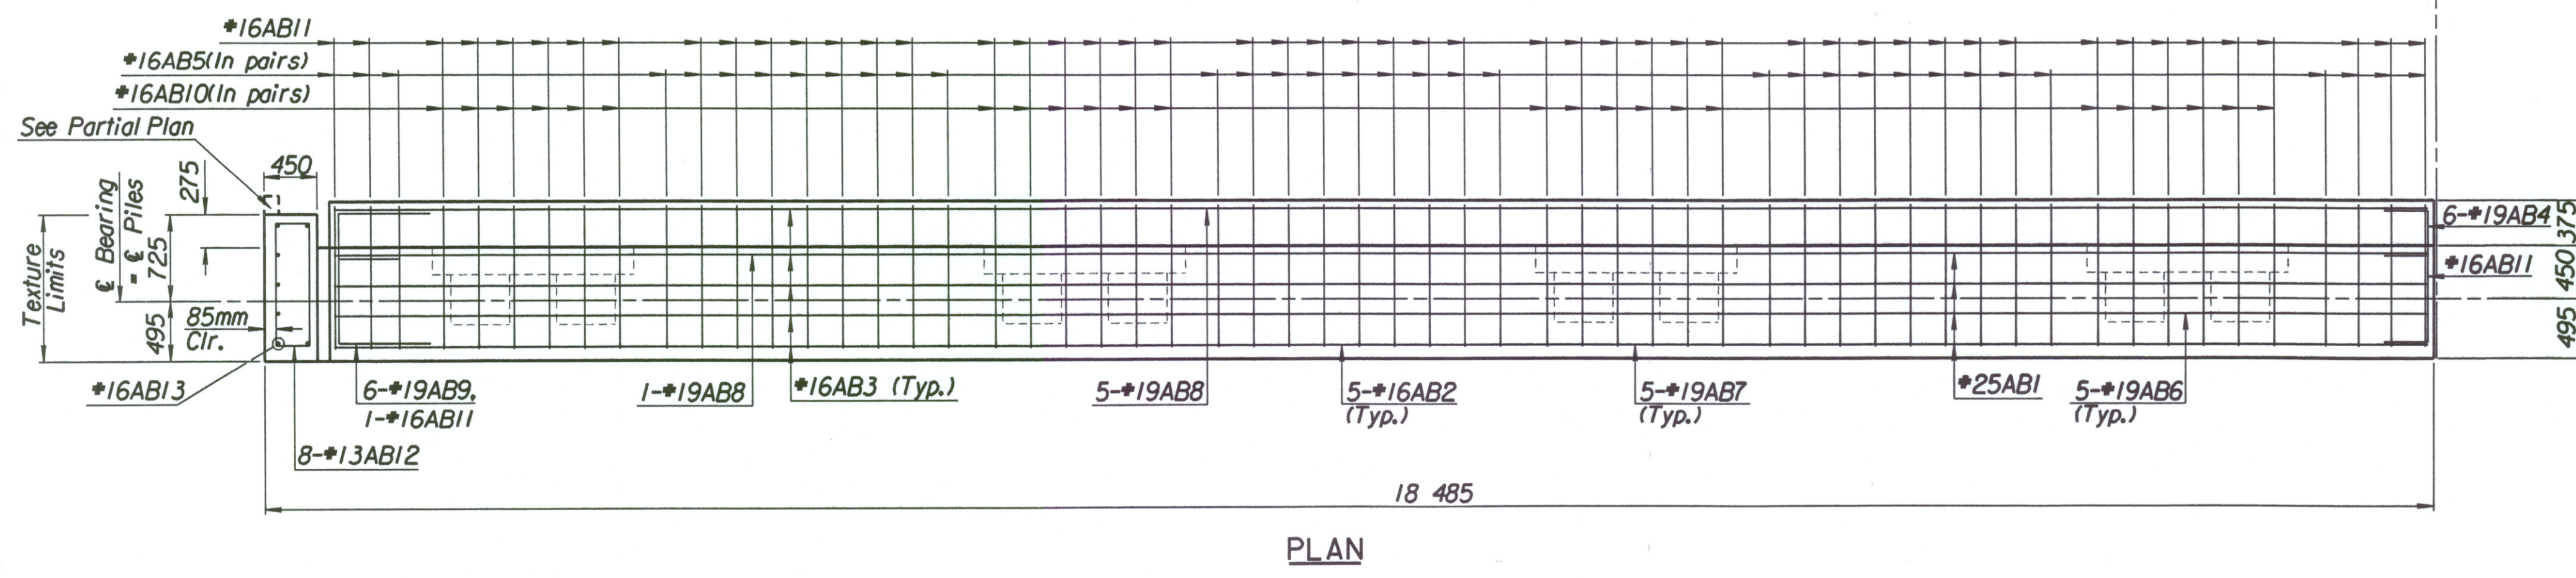 #16AB11
#16AB5(In pairs)
#16AB10(In pairs)
See Partial Plan
450
275
Texture
Limits
℄ Bearing
= ℄ Piles
725
495
85mm
Clr.
#16AB13
6-#19AB9,
1-#16AB11
8-#13AB12
1-#19AB8
#16AB3 (Typ.)
5-#19AB8
5-#16AB2
(Typ.)
5-#19AB7
(Typ.)
#25AB1
5-#19AB6
(Typ.)
6-#19AB4
#16AB11
375
450
495
18 485
PLAN